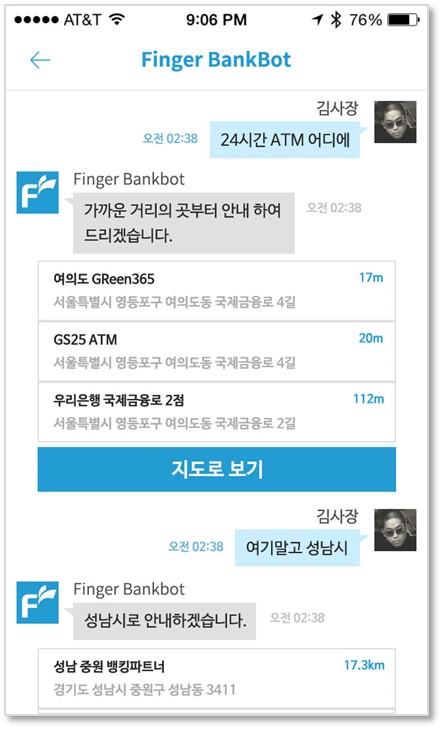 AT&T 9:06 PM 76%
Finger BankBot
김사장
오전 02:38 24시간 ATM 어디에
Finger Bankbot
가까운 거리의 곳부터 안내 하여 오전 02:38
드리겠습니다.
여의도 GReen365 17m
서울특별시 영등포구 여의도동 국제금융로 4길
GS25 ATM 20m
서울특별시 영등포구 여의도동 국제금융로 4길
우리은행 국제금융로 2점 112m
서울특별시 영등포구 여의도동 국제금융로 2길
지도로 보기
김사장
오전 02:38 여기말고 성남시
Finger Bankbot
성남시로 안내하겠습니다. 오전 02:38
성남 중원 뱅킹파트너 17.3km
경기도 성남시 중원구 성남동 3411